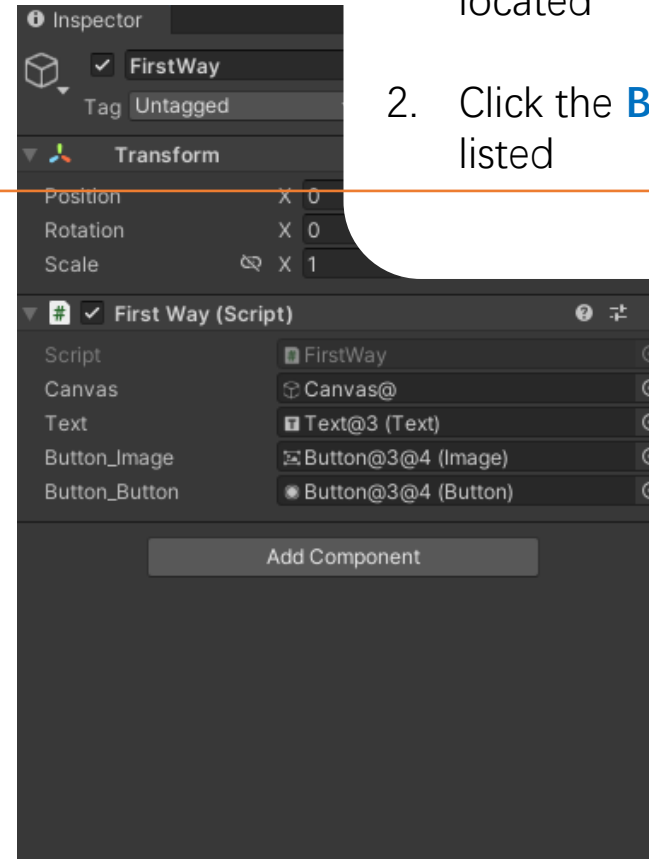 Inspector
FirstWay
Tag Untagged
Transform
Position X 0
Rotation X 0
Scale X 1
located
2. Click the
listed
# First Way (Script)
Script FirstWay
Canvas Canvas@
Text Text@3 (Text)
Button_Image Button@3@4 (Image)
Button_Button Button@3@4 (Button)
Add Component